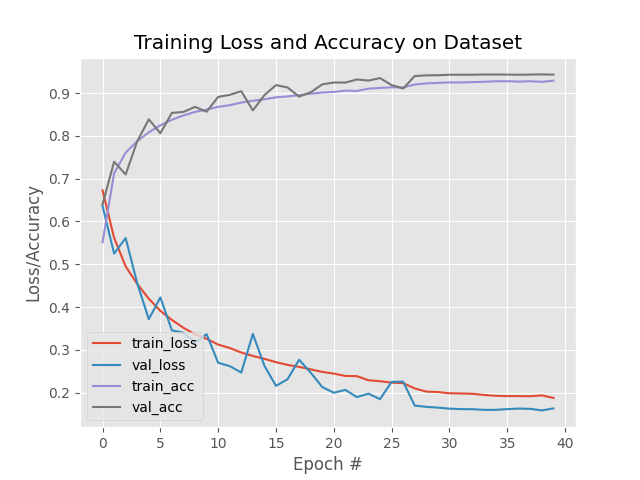 Training Loss and Accuracy on Dataset
Loss/Accuracy
0.9
0.8
0.7
0.6
0.5
0.4
0.3
0.2
train_loss
val_loss
train_acc
val_acc
0 5 10 15 20 25 30 35 40
Epoch #